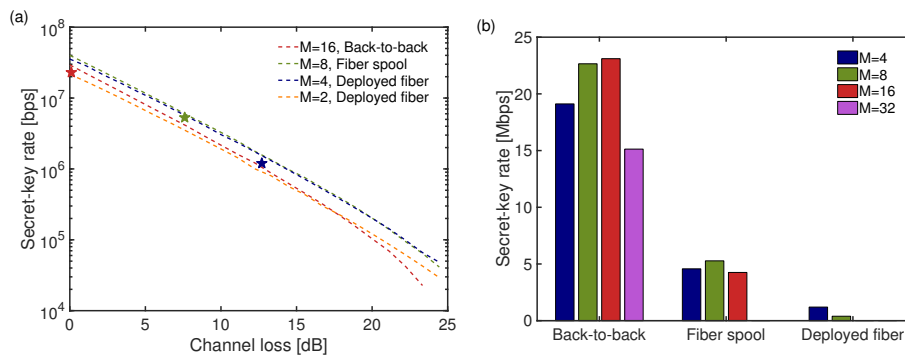 (a)
10^8
10^7
10^6
10^5
10^4
Secret-key rate [bps]
M=16, Back-to-back
M=8, Fiber spool
M=4, Deployed fiber
M=2, Deployed fiber
0 5 10 15 20 25
Channel loss [dB]
(b)
25
20
15
10
5
0
Secret-key rate [Mbps]
M=4
M=8
M=16
M=32
Back-to-back Fiber spool Deployed fiber